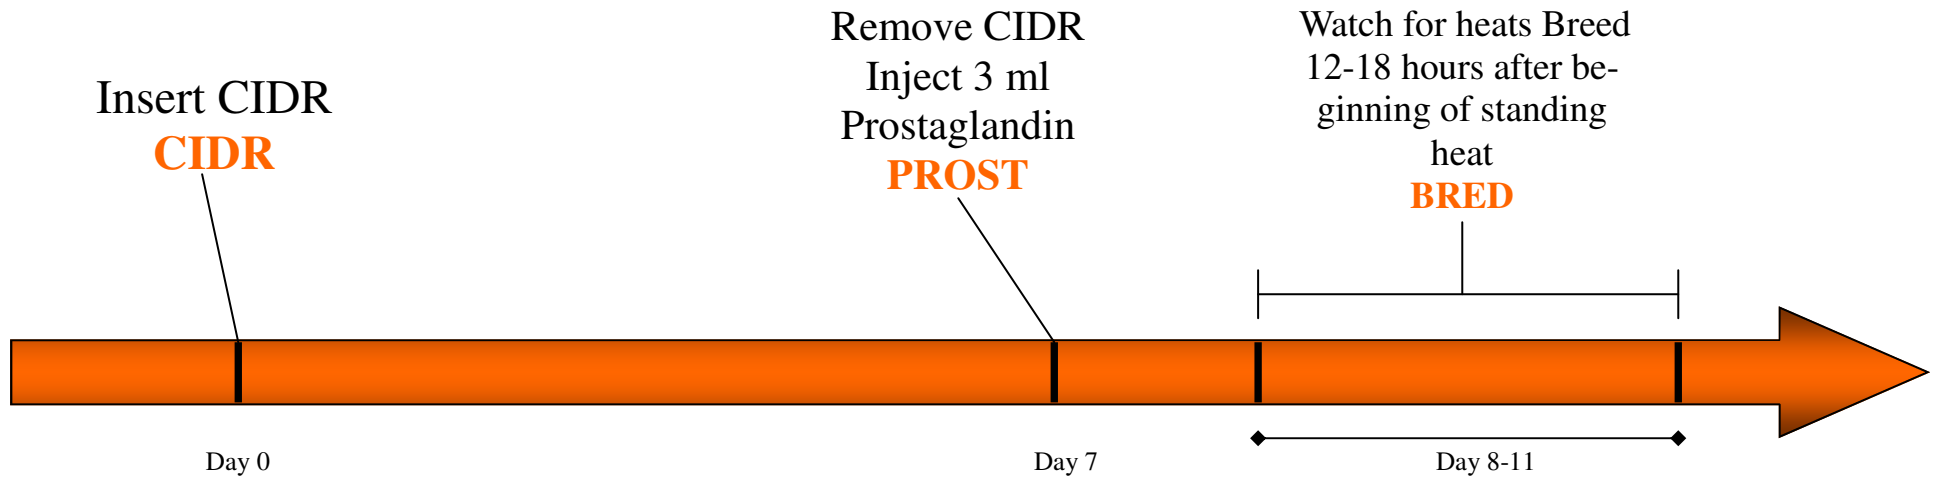 Insert CIDR
CIDR
Remove CIDR
Inject 3 ml
Prostaglandin
PROST
Watch for heats Breed
12-18 hours after be-
ginning of standing
heat
BRED
Day 0
Day 7
Day 8-11